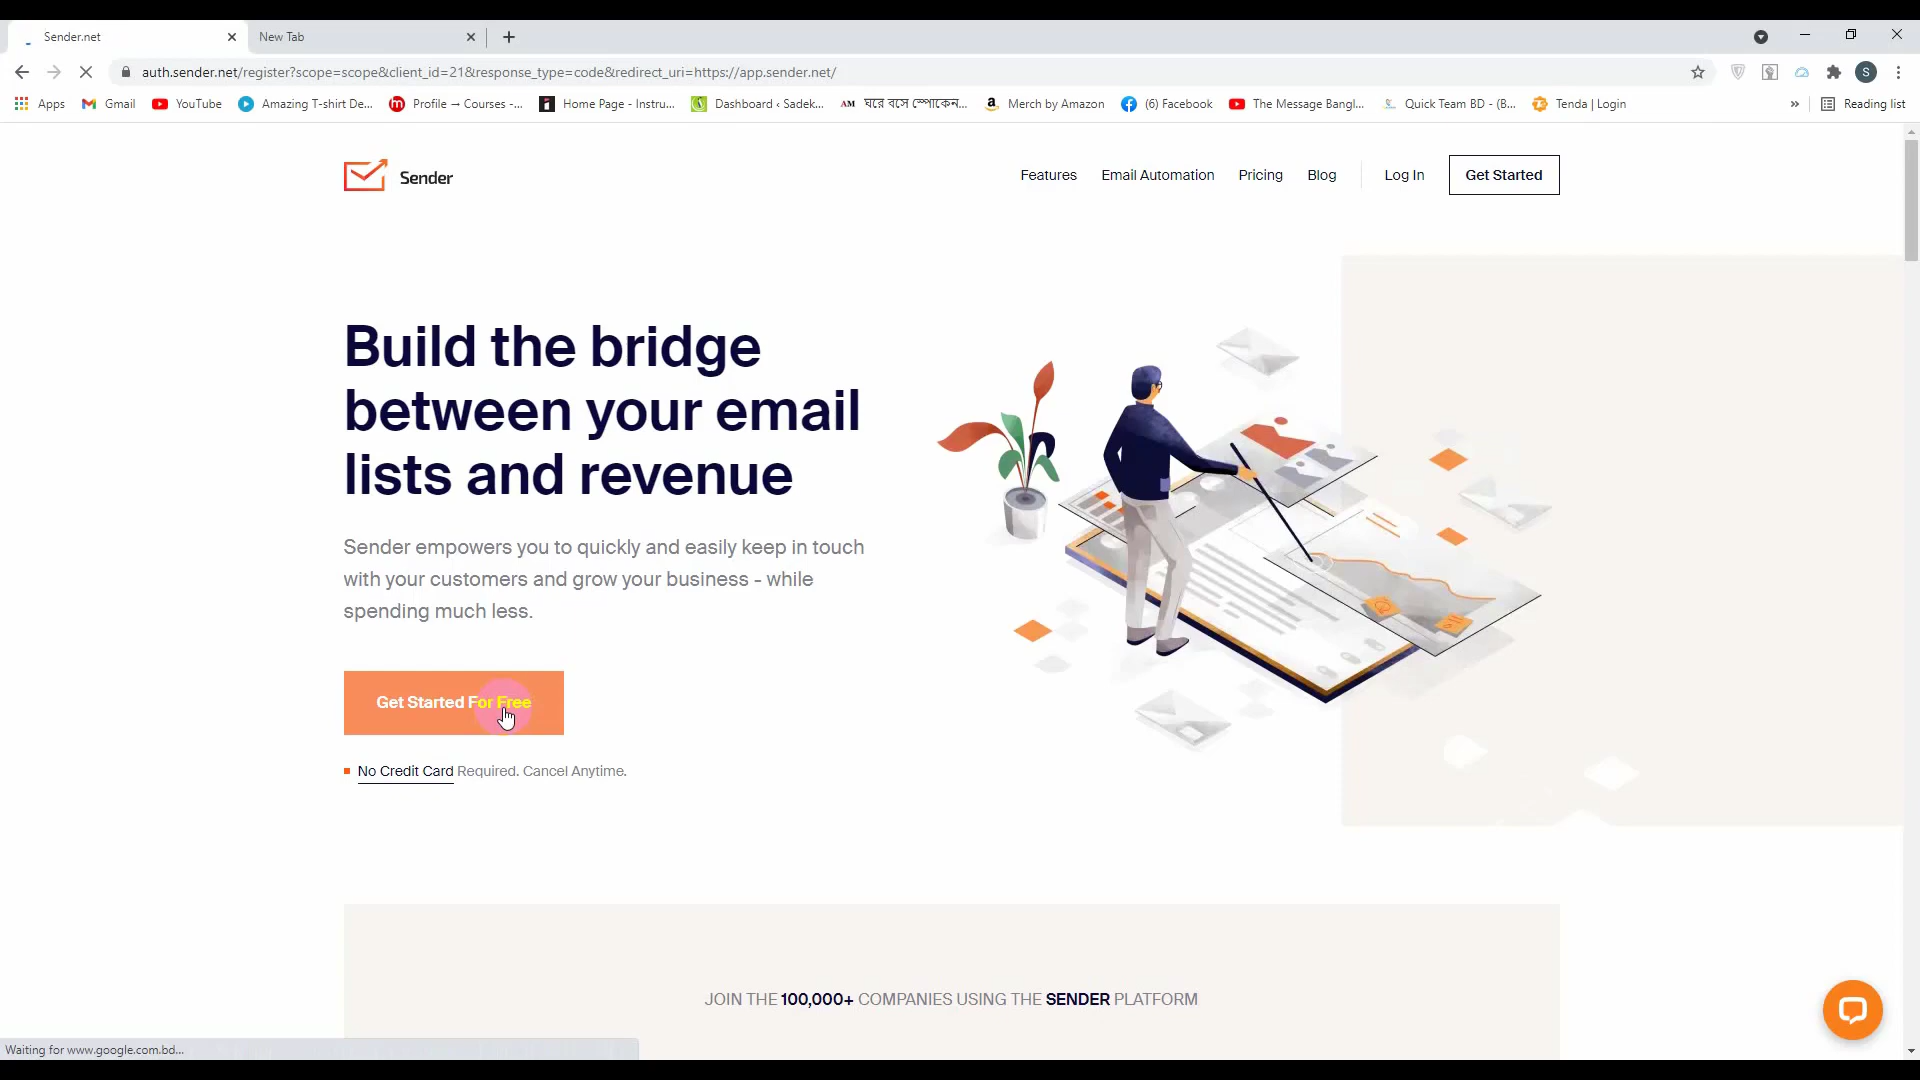 Sender.net
New Tab
auth.sender.net/register?scope=scope&client_id=21&response_type=code&redirect_uri=https://app.sender.net/
S
Apps
Gmail
YouTube
Amazing T-shirt De...
Profile → Courses -...
Home Page - Instru...
Dashboard ‹ Sadek...
AM ঘরে বসে স্পোকেন...
Merch by Amazon
(6) Facebook
The Message Bangl...
Quick Team BD - (B...
Tenda | Login
»
Reading list
Sender
Features
Email Automation
Pricing
Blog
Log In
Get Started
Build the bridge
between your email
lists and revenue
Sender empowers you to quickly and easily keep in touch
with your customers and grow your business - while
spending much less.
Get Started For Free
No Credit Card Required. Cancel Anytime.
JOIN THE 100,000+ COMPANIES USING THE SENDER PLATFORM
Waiting for www.google.com.bd...